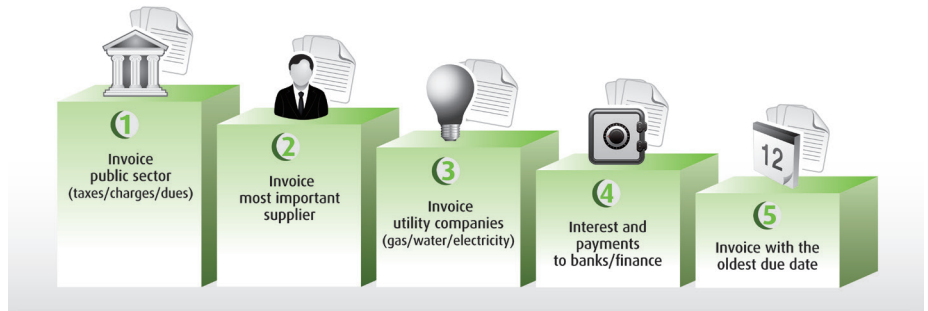 1
Invoice
public sector
(taxes/charges/dues)
2
Invoice
most important
supplier
3
Invoice
utility companies
(gas/water/electricity)
4
Interest and
payments
to banks/finance
12
5
Invoice with the
oldest due date